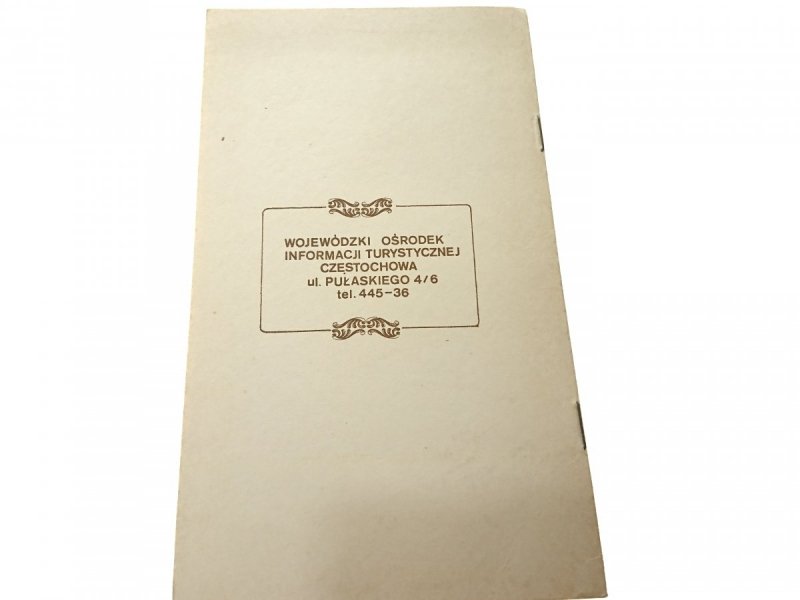 WOJEWÓDZKI OŚRODEK
INFORMACJI TURYSTYCZNEJ
CZĘSTOCHOWA
ul. PUŁASKIEGO 4/6
tel. 445-36